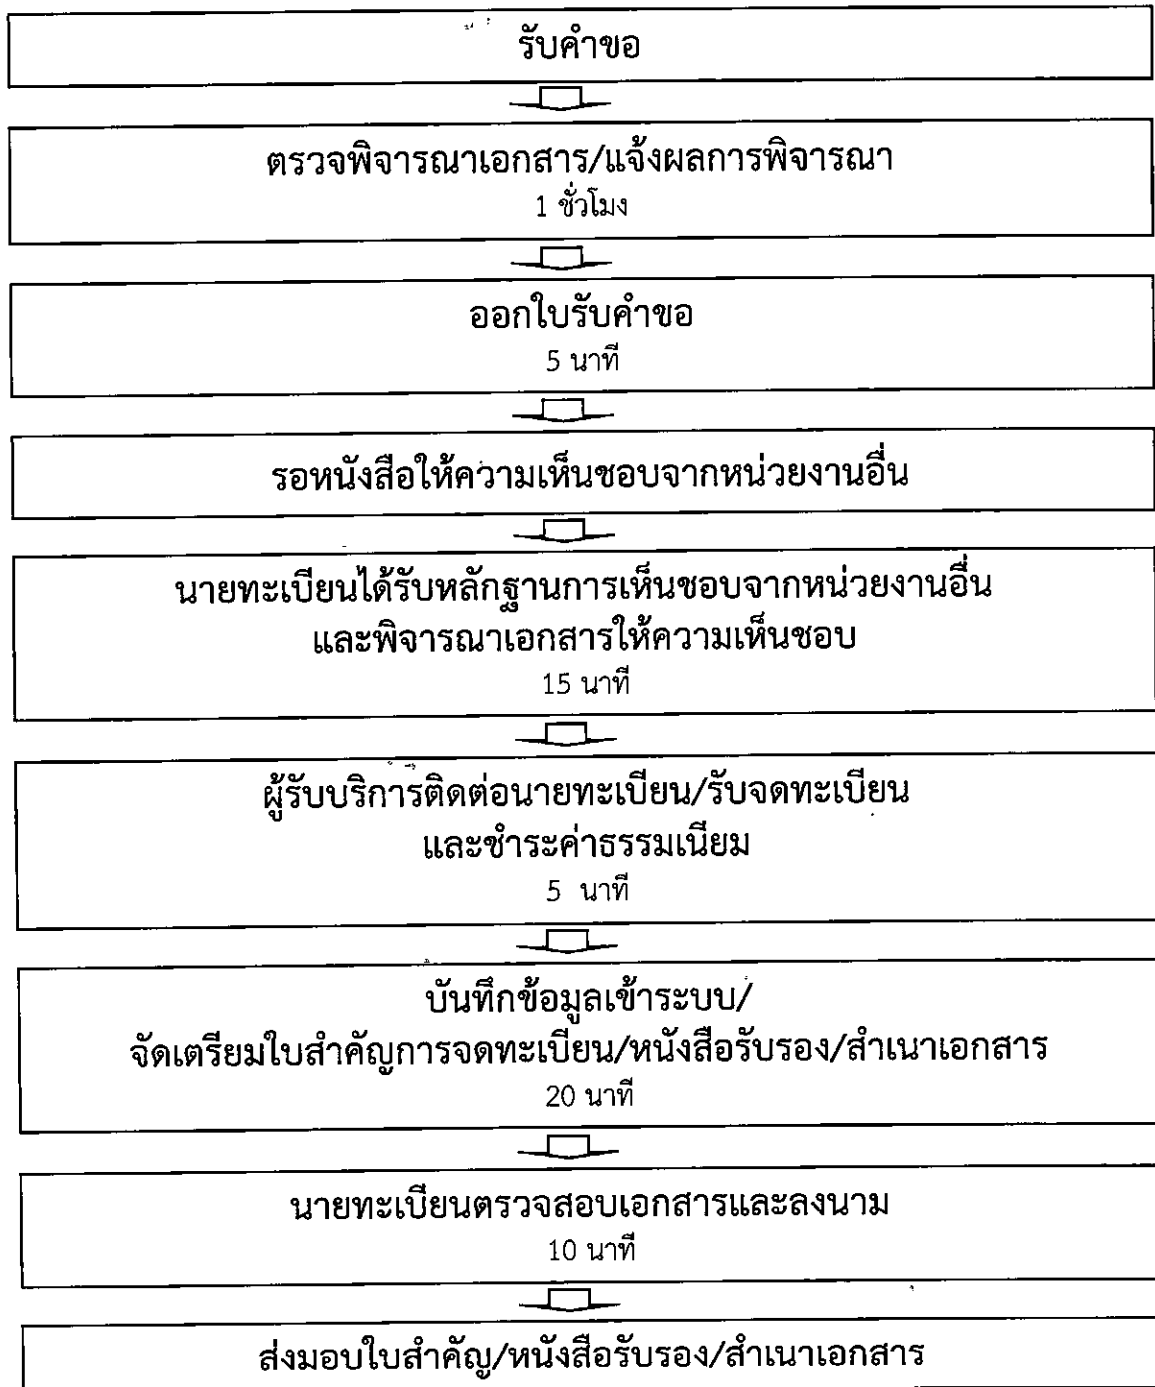 รับคำขอ
ตรวจพิจารณาเอกสาร/แจ้งผลการพิจารณา
1 ชั่วโมง
ออกใบรับคำขอ
5 นาที
รอหนังสือให้ความเห็นชอบจากหน่วยงานอื่น
นายทะเบียนได้รับหลักฐานการเห็นชอบจากหน่วยงานอื่น
และพิจารณาเอกสารให้ความเห็นชอบ
15 นาที
ผู้รับบริการติดต่อนายทะเบียน/รับจดทะเบียน
และชำระค่าธรรมเนียม
5 นาที
บันทึกข้อมูลเข้าระบบ/
จัดเตรียมใบสำคัญการจดทะเบียน/หนังสือรับรอง/สำเนาเอกสาร
20 นาที
นายทะเบียนตรวจสอบเอกสารและลงนาม
10 นาที
ส่งมอบใบสำคัญ/หนังสือรับรอง/สำเนาเอกสาร